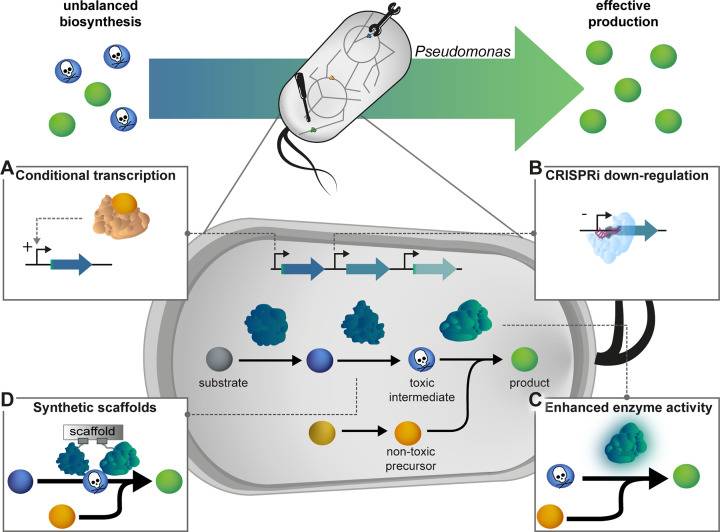 unbalanced
biosynthesis
effective
production
Pseudomonas
A
Conditional transcription
+
B
CRISPRi down-regulation
-
substrate
toxic
intermediate
product
non-toxic
precursor
D
Synthetic scaffolds
scaffold
C
Enhanced enzyme activity